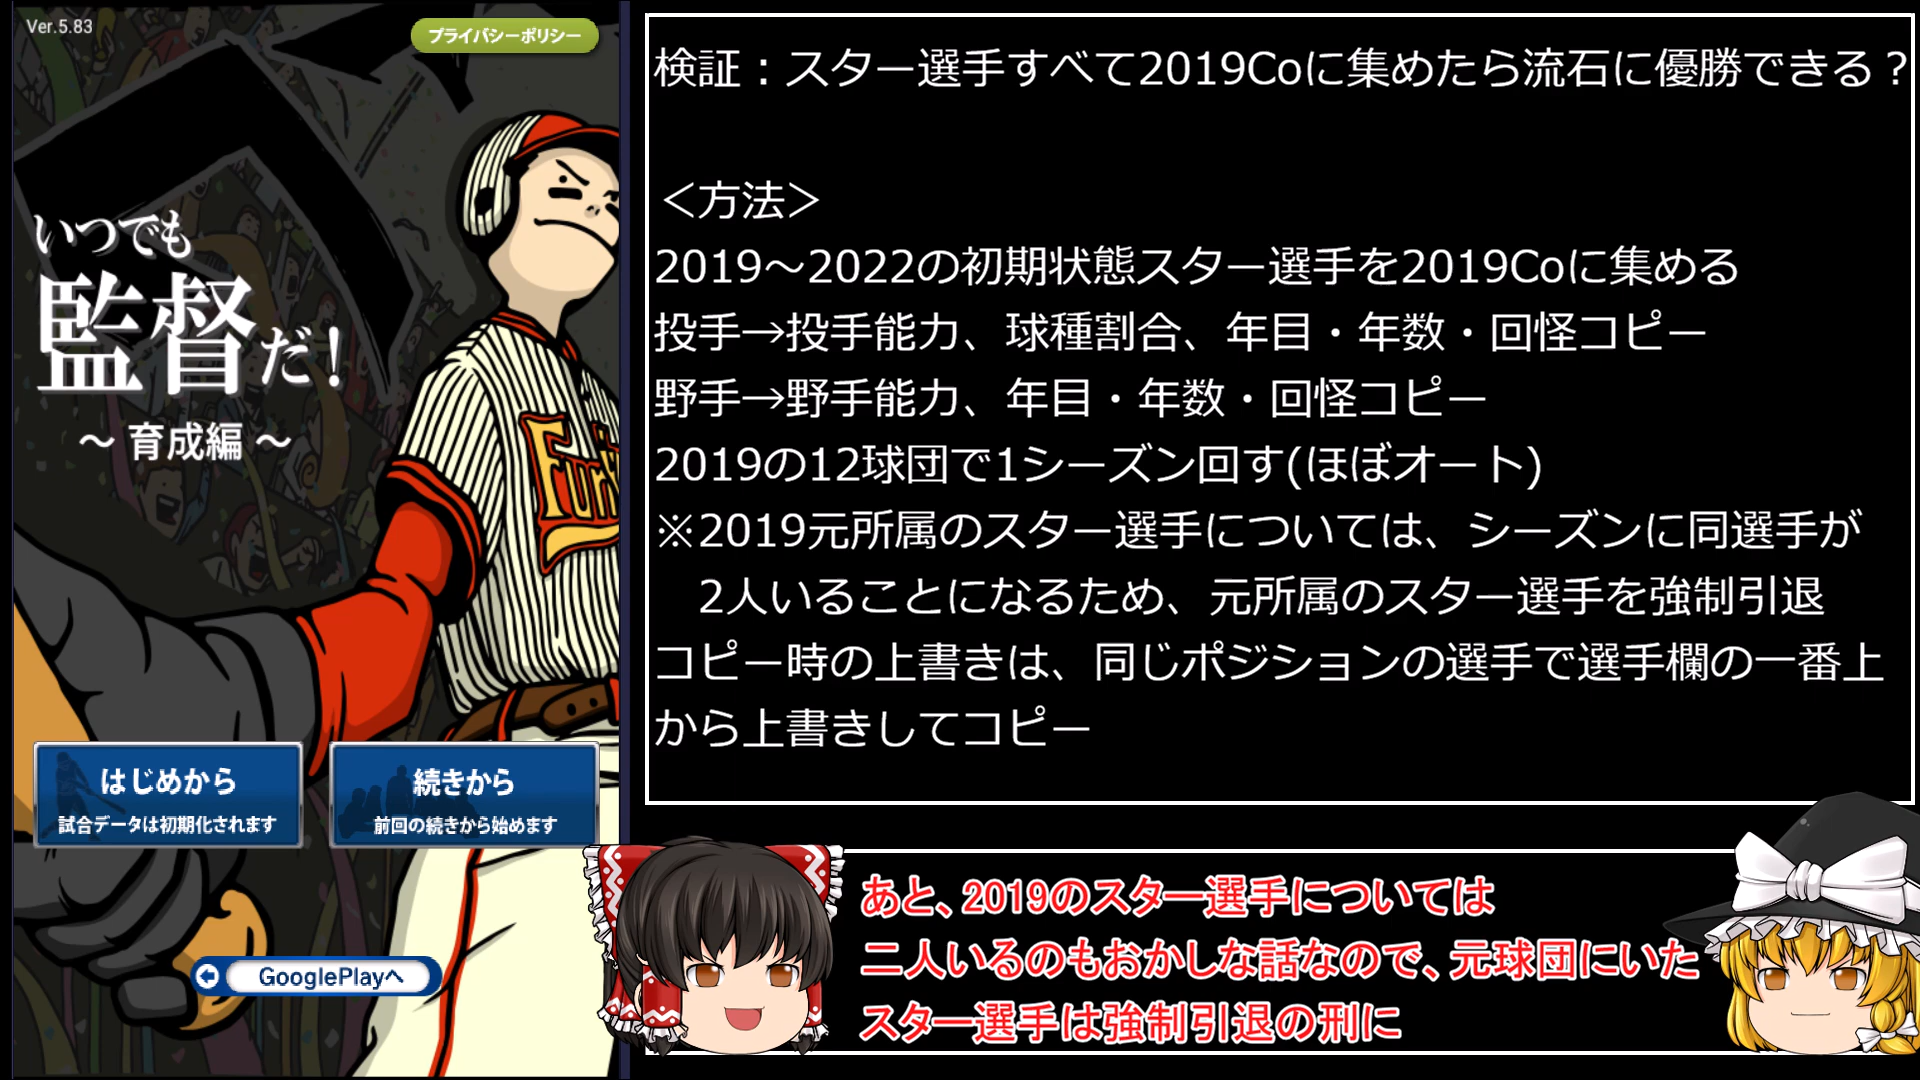 Ver.5.83
プライバシーポリシー
いつでも
監督だ!
～ 育成編 ～
はじめから
試合データは初期化されます
続きから
前回の続きから始めます
GooglePlayへ
検証：スター選手すべて2019Coに集めたら流石に優勝できる？
＜方法＞
2019～2022の初期状態スター選手を2019Coに集める
投手→投手能力、球種割合、年目・年数・回怪コピー
野手→野手能力、年目・年数・回怪コピー
2019の12球団で1シーズン回す(ほぼオート)
※2019元所属のスター選手については、シーズンに同選手が
2人いることになるため、元所属のスター選手を強制引退
コピー時の上書きは、同じポジションの選手で選手欄の一番上
から上書きしてコピー
あと、2019のスター選手については
二人いるのもおかしな話なので、元球団にいた
スター選手は強制引退の刑に